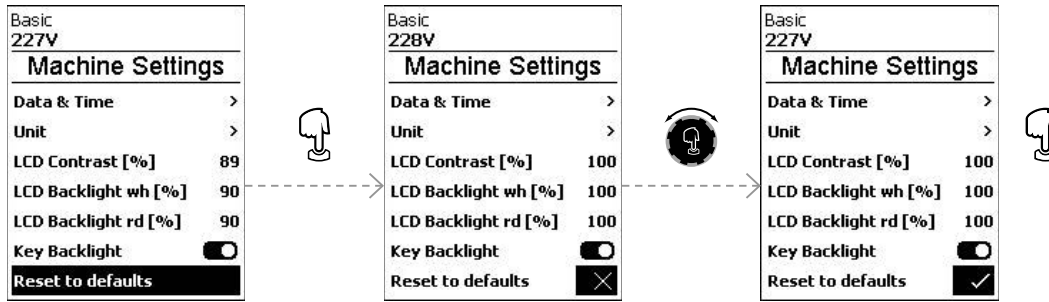 Basic
227V
Machine Settings
Data & Time >
Unit >
LCD Contrast [%] 89
LCD Backlight wh [%] 90
LCD Backlight rd [%] 90
Key Backlight
Reset to defaults
Basic
228V
Machine Settings
Data & Time >
Unit >
LCD Contrast [%] 100
LCD Backlight wh [%] 100
LCD Backlight rd [%] 100
Key Backlight
Reset to defaults
Basic
227V
Machine Settings
Data & Time >
Unit >
LCD Contrast [%] 100
LCD Backlight wh [%] 100
LCD Backlight rd [%] 100
Key Backlight
Reset to defaults